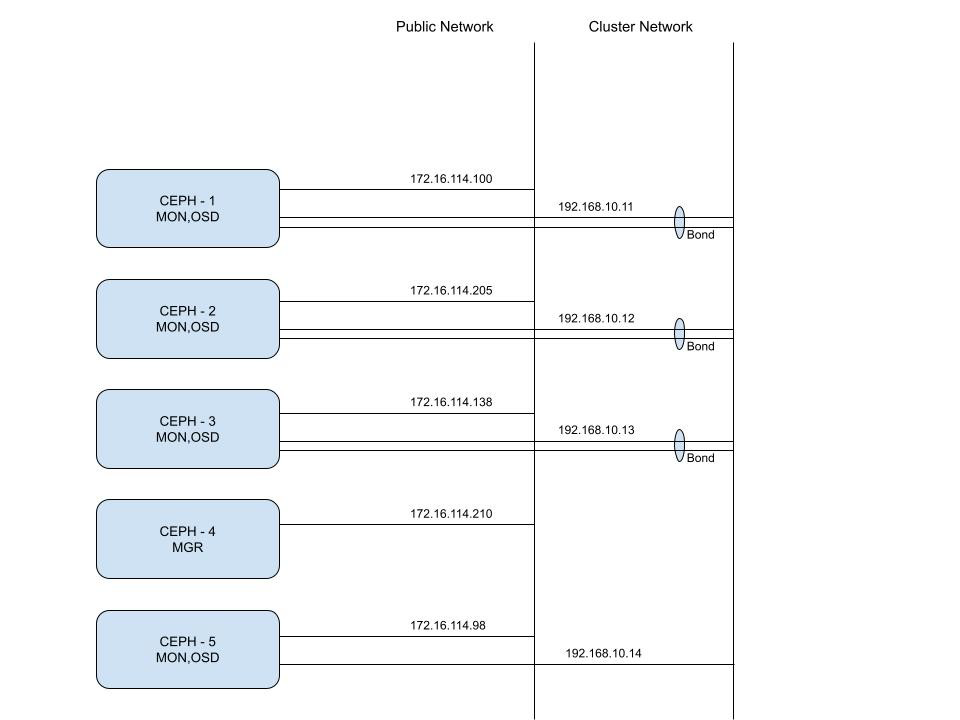 Public Network
Cluster Network
172.16.114.100
CEPH - 1
MON,OSD
192.168.10.11
Bond
172.16.114.205
CEPH - 2
MON,OSD
192.168.10.12
Bond
172.16.114.138
CEPH - 3
MON,OSD
192.168.10.13
Bond
172.16.114.210
CEPH - 4
MGR
172.16.114.98
CEPH - 5
MON,OSD
192.168.10.14